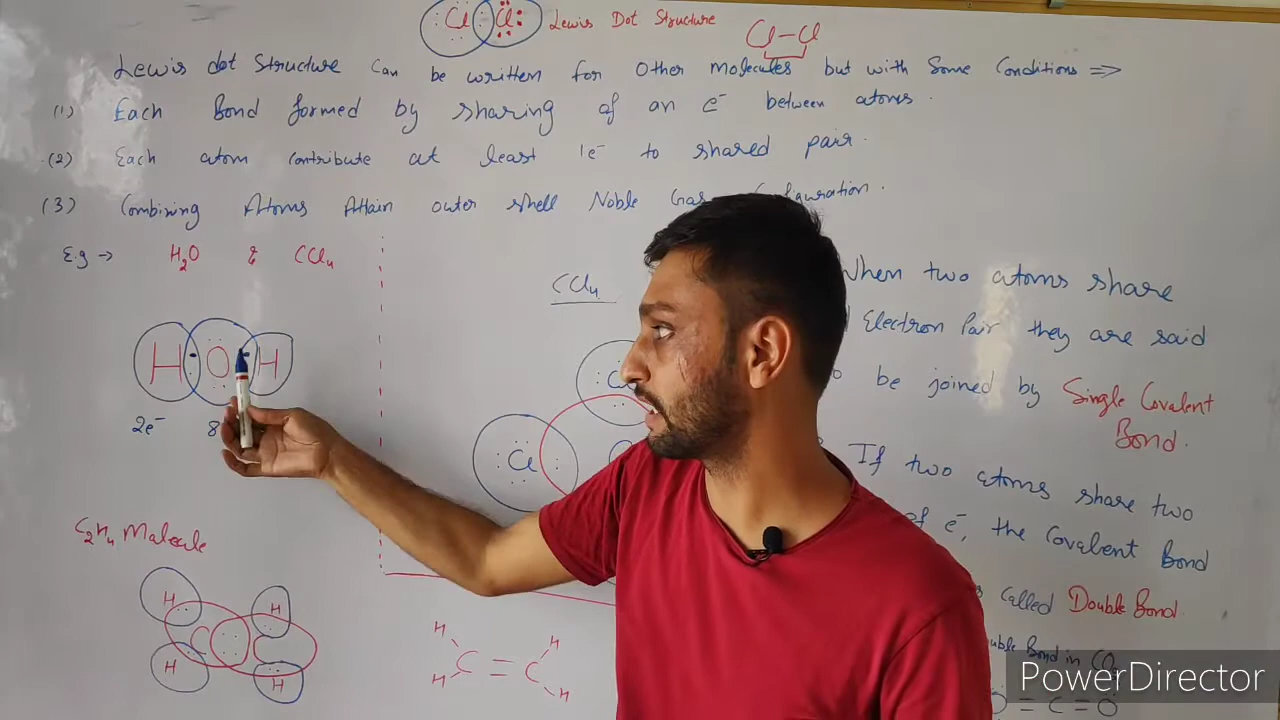 Cl Cl Lewis Dot Structure Cl-Cl
Lewis dot Structure Can be written for Other molecules but with Some Conditions ⇒
(1) Each Bond formed by sharing of an e⁻ between atoms.
(2) Each atom Contribute at least 1e⁻ to shared pair.
(3) Combining Atoms Attain outer shell Noble Gas Configuration.
E.g → H₂O & CCl₄
CCl₄
When two atoms share
Electron Pair they are said
be joined by Single Covalent
Bond.
H O H
2e⁻ 8
Cl
Cl
If two atoms share two
of e⁻, the Covalent Bond
Called Double Bond.
C₂H₄ Malecule
H H
C C
H H
H H
C = C
H H
Bond in CO₂
O = C = O
PowerDirector